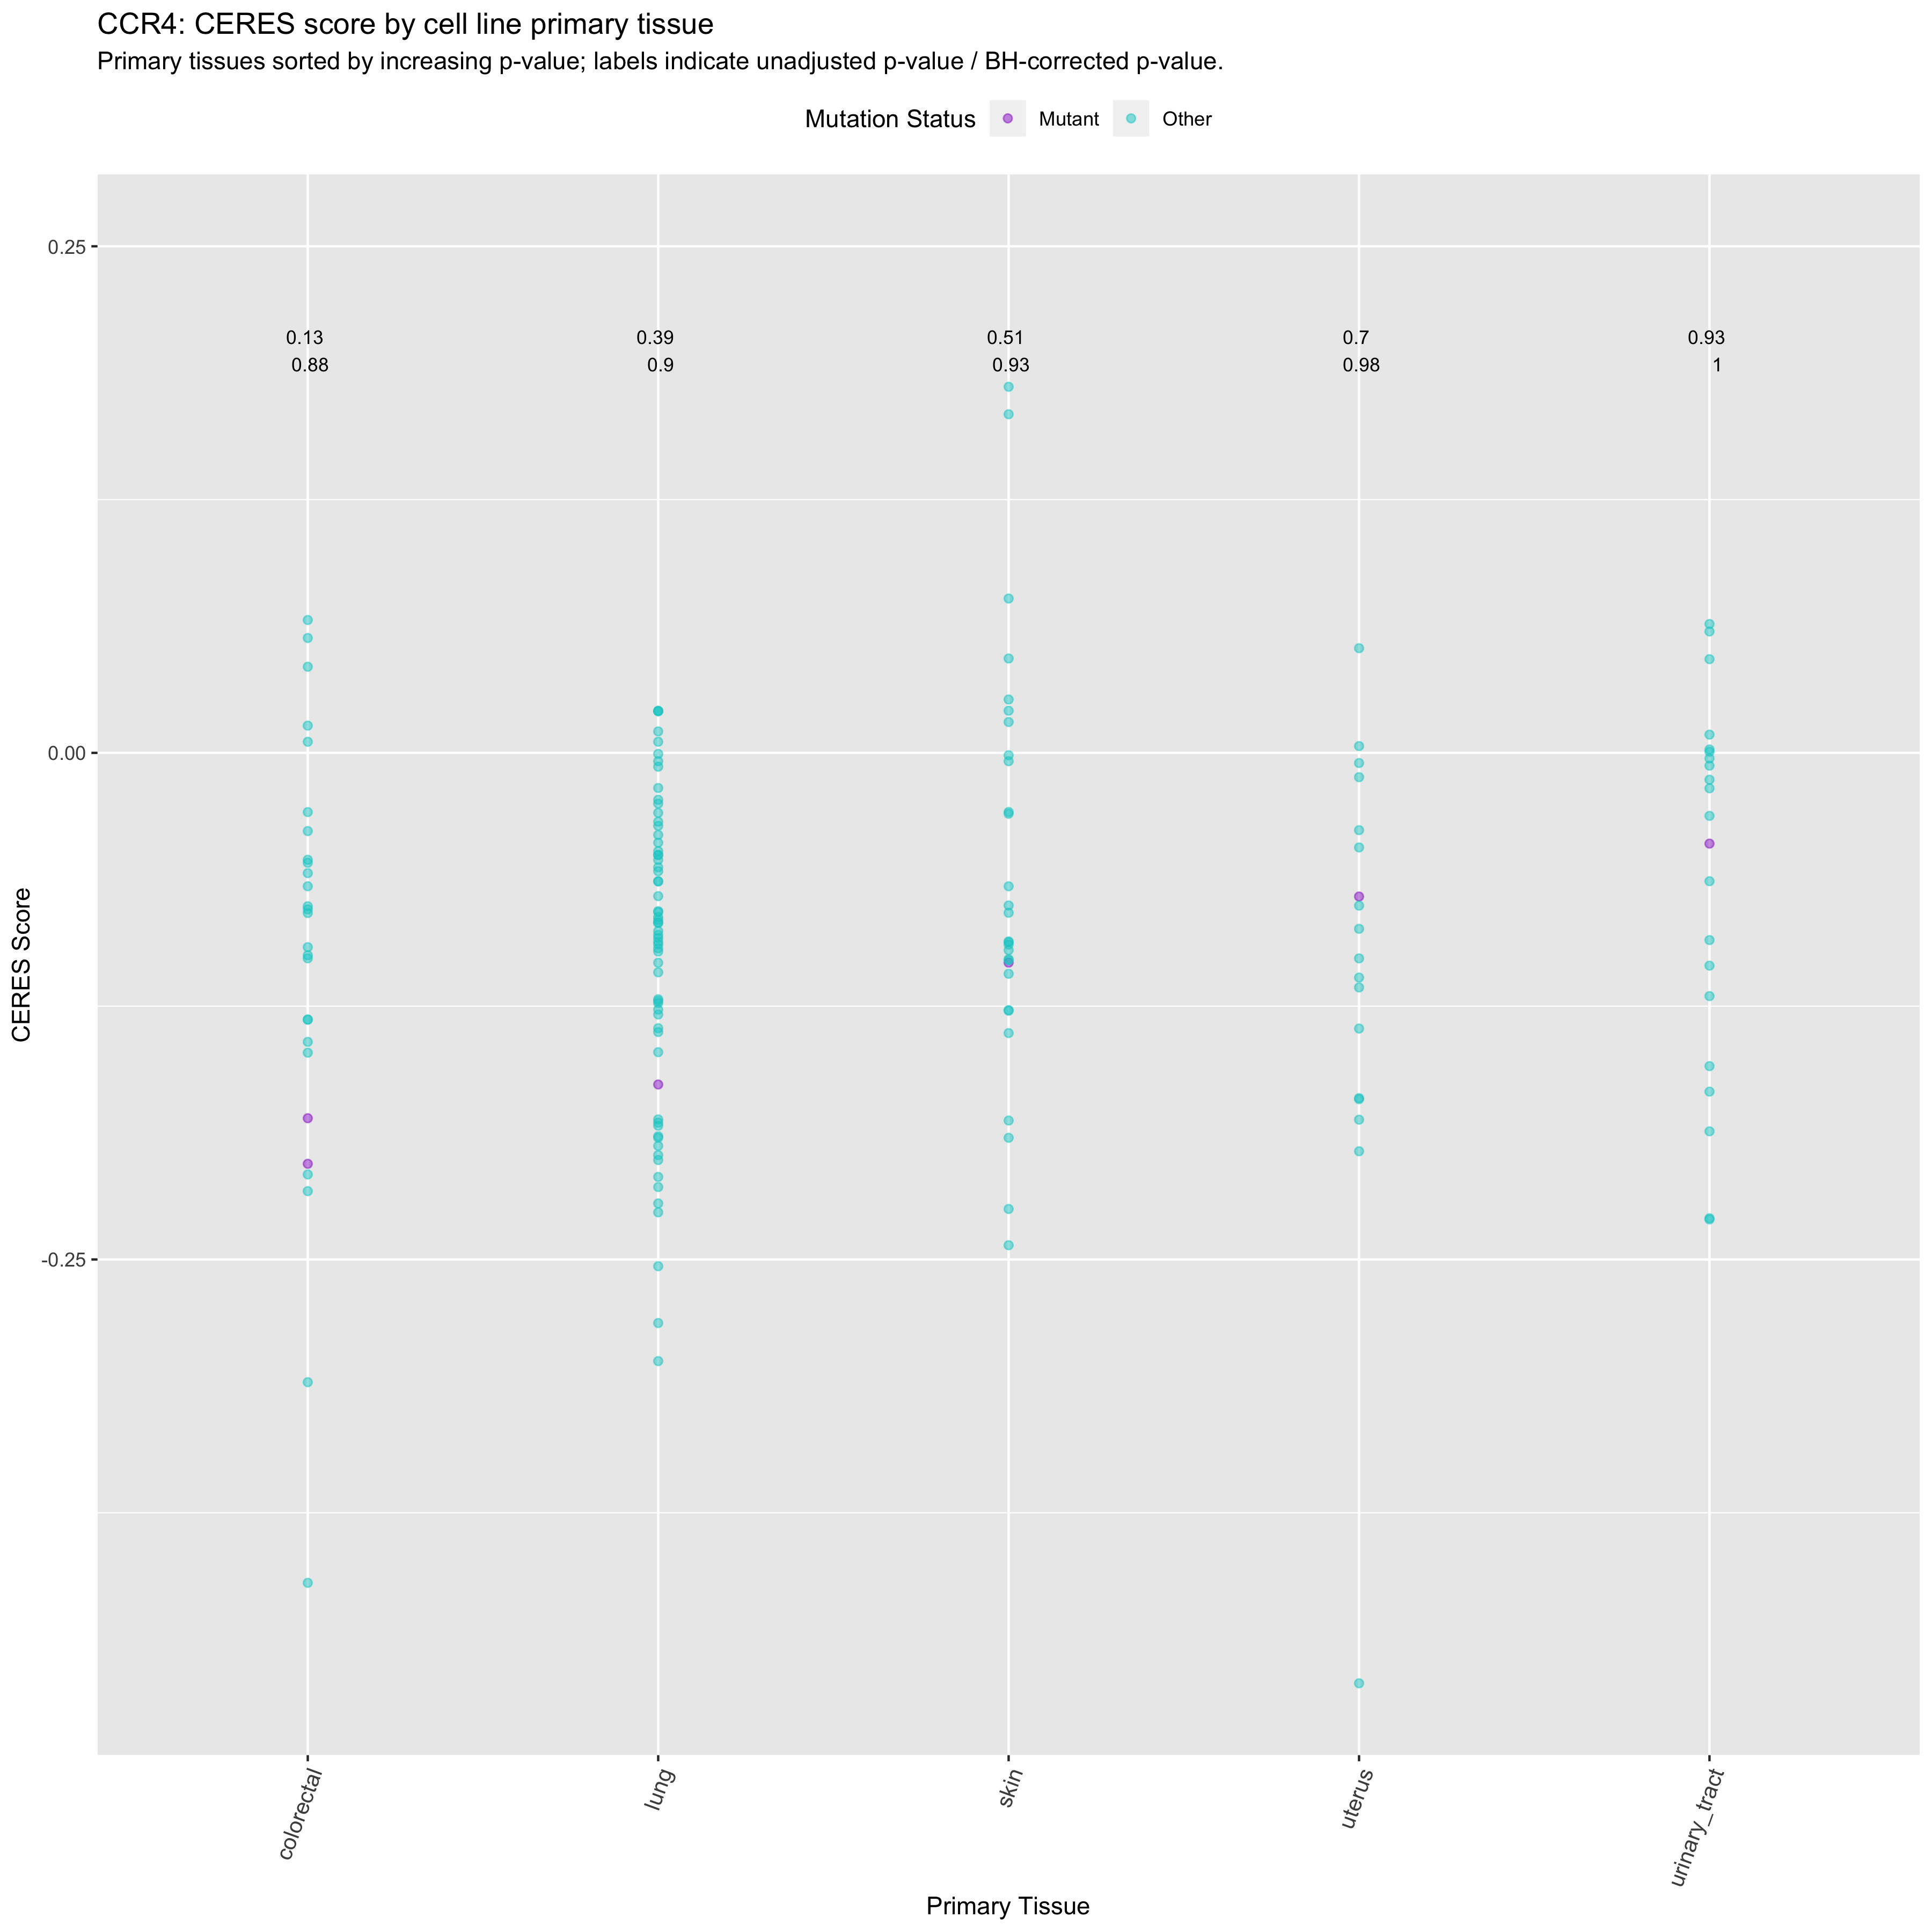 CCR4: CERES score by cell line primary tissue
Primary tissues sorted by increasing p-value; labels indicate unadjusted p-value / BH-corrected p-value.
Mutation Status Mutant Other
0.25
0.13 0.39 0.51 0.7 0.93
0.88 0.9 0.93 0.98 1
0.00
CERES Score
-0.25
colorectal lung skin uterus urinary_tract
Primary Tissue